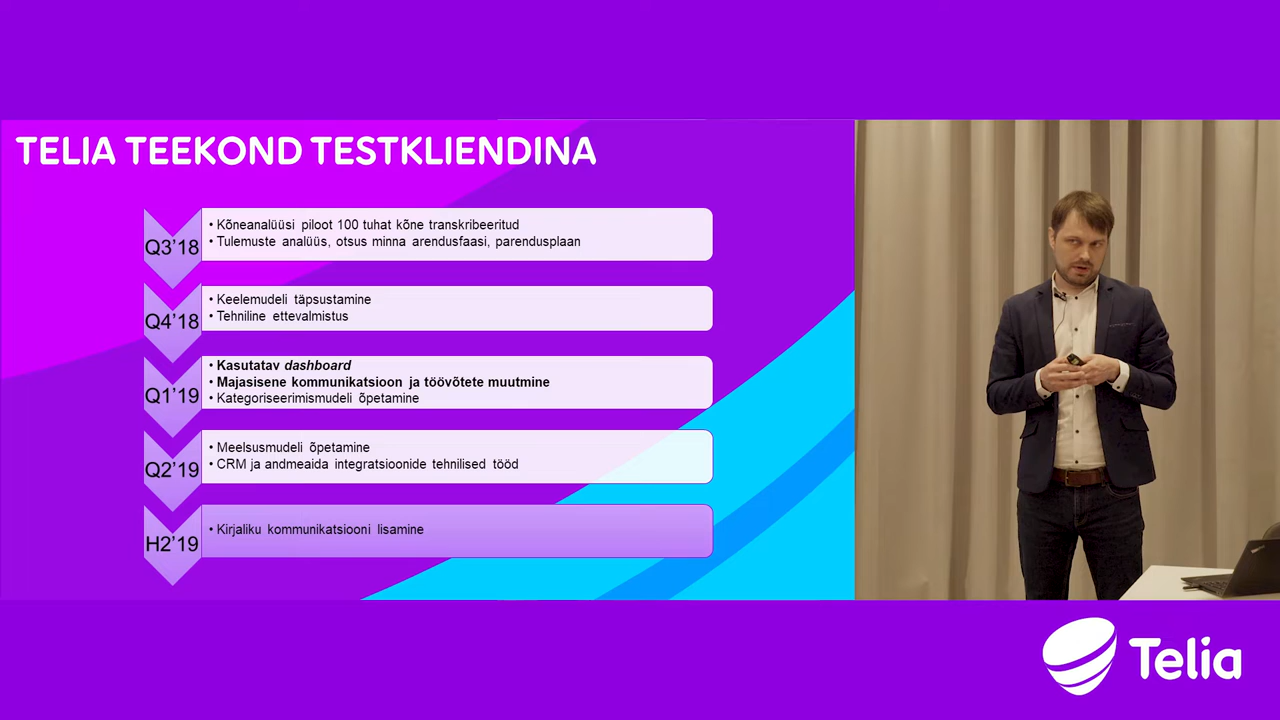 TELIA TEEKOND TESTKLIENDINA
Q3’18
• Kõneanalüüsi piloot 100 tuhat kõne transkribeeritud
• Tulemuste analüüs, otsus minna arendusfaasi, parendusplaan
Q4’18
• Keelemudeli täpsustamine
• Tehniline ettevalmistus
Q1’19
• Kasutatav dashboard
• Majasisene kommunikatsioon ja töövõtete muutmine
• Kategoriseerimismudeli õpetamine
Q2’19
• Meelsusmudeli õpetamine
• CRM ja andmeaida integratsioonide tehnilised tööd
H2’19
• Kirjaliku kommunikatsiooni lisamine
Telia